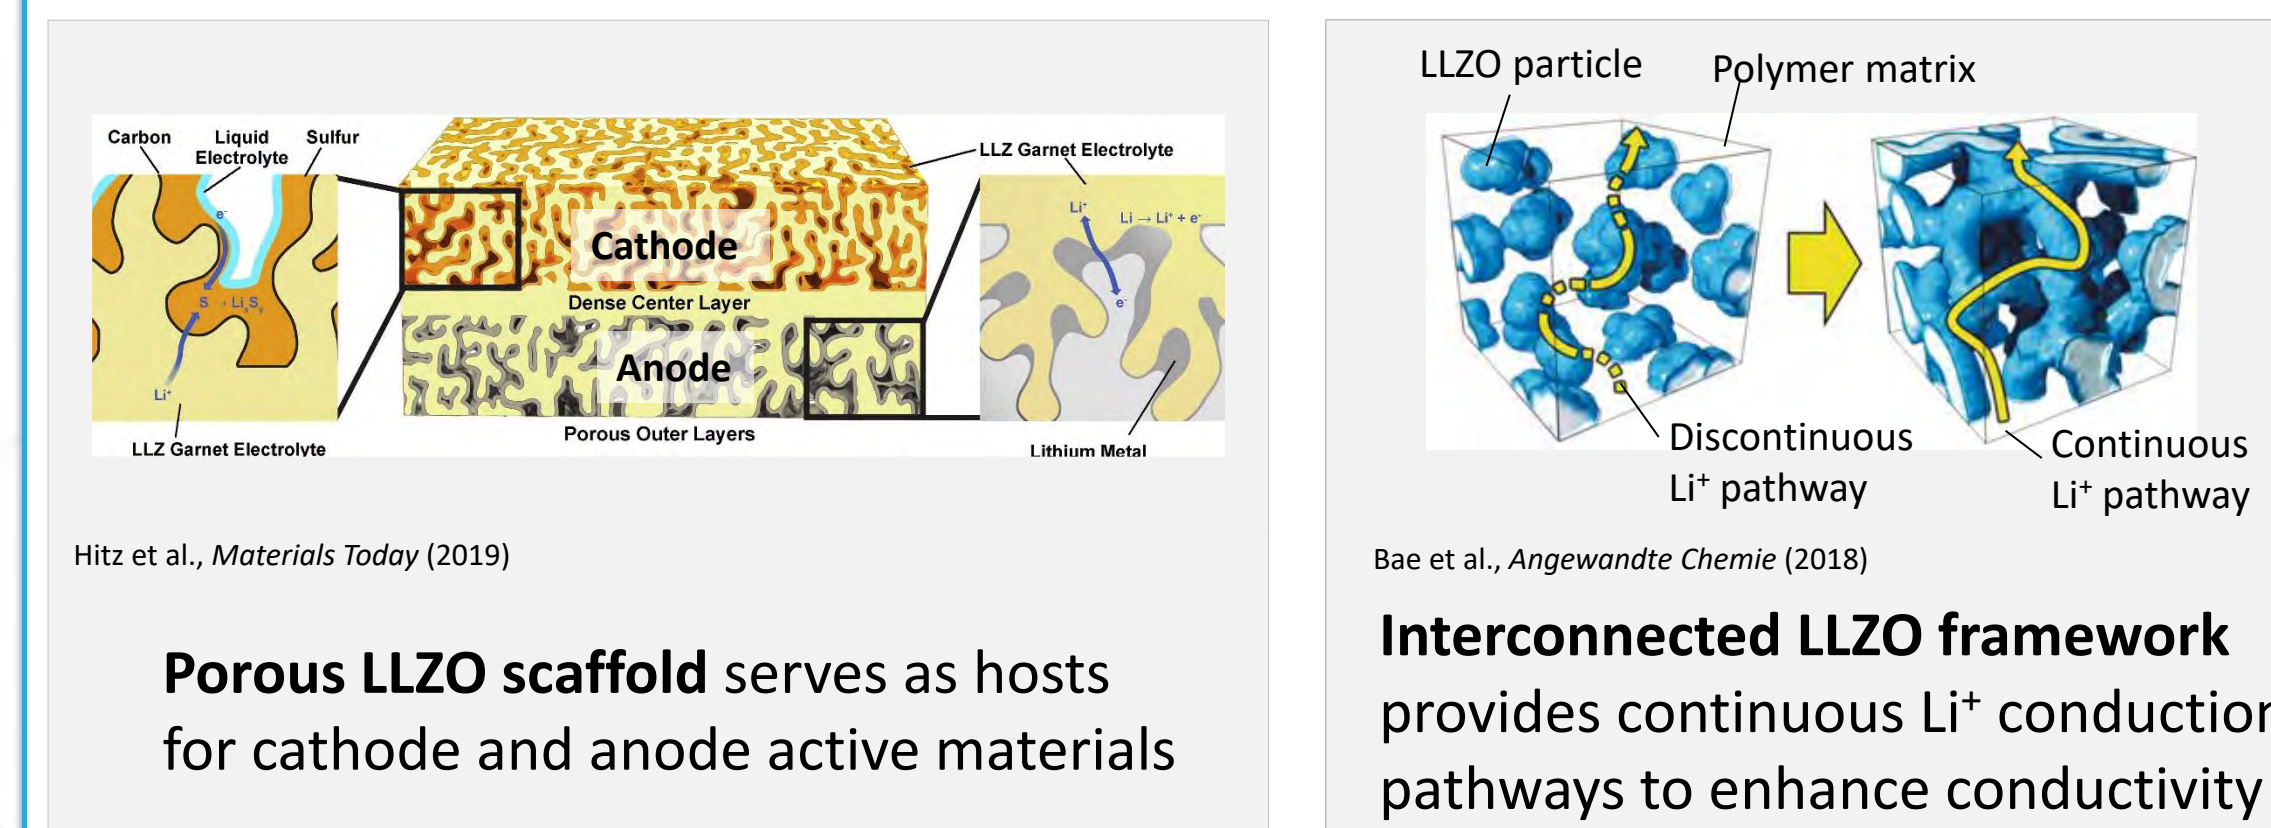 Carbon
Liquid
Electrolyte
Sulfur
e-
S → LixSy
Li+
LLZ Garnet Electrolyte
Cathode
Dense Center Layer
Anode
Porous Outer Layers
LLZ Garnet Electrolyte
Li+
Li → Li+ + e-
e-
Lithium Metal
Hitz et al., Materials Today (2019)
Porous LLZO scaffold serves as hosts
for cathode and anode active materials
LLZO particle
Polymer matrix
Discontinuous
Li+ pathway
Continuous
Li+ pathway
Bae et al., Angewandte Chemie (2018)
Interconnected LLZO framework
provides continuous Li+ conduction
pathways to enhance conductivity